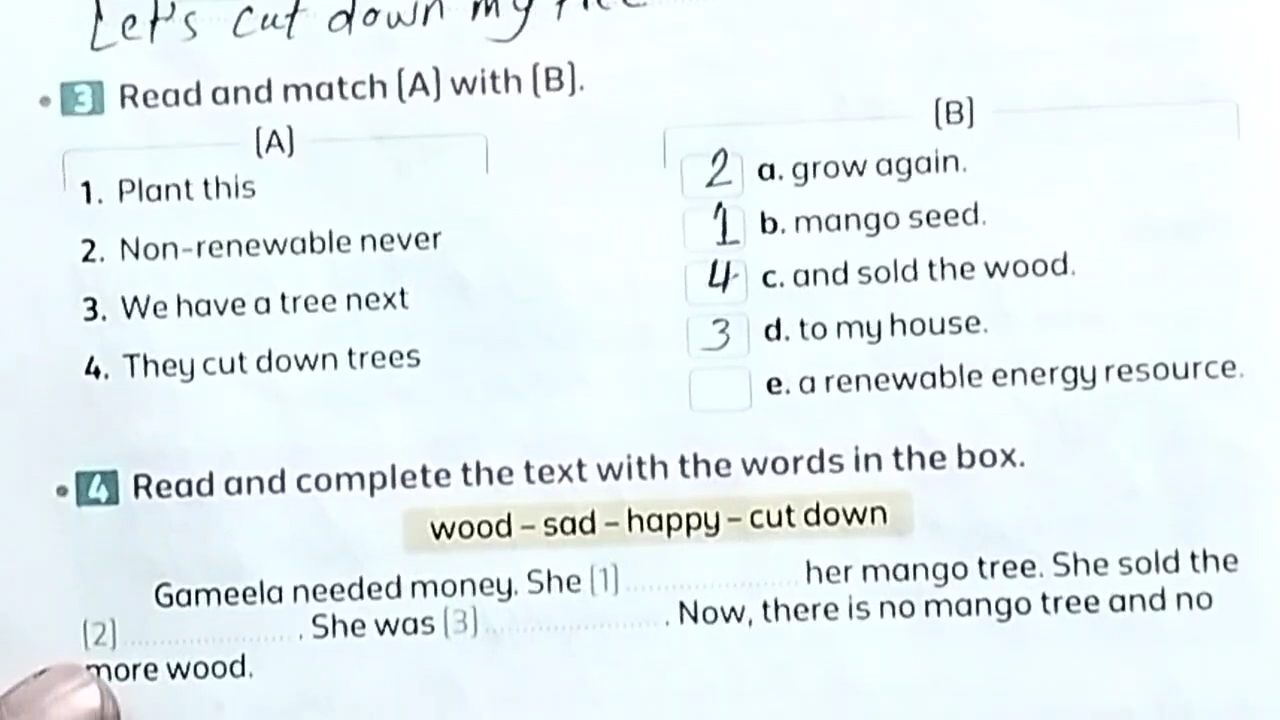 Let's cut down my
3 Read and match (A) with (B).
(A)
1. Plant this
2. Non-renewable never
3. We have a tree next
4. They cut down trees
(B)
2 a. grow again.
1 b. mango seed.
4 c. and sold the wood.
3 d. to my house.
e. a renewable energy resource.
4 Read and complete the text with the words in the box.
wood – sad – happy – cut down
Gameela needed money. She (1) .................... her mango tree. She sold the
(2) .................... . She was (3) .................... . Now, there is no mango tree and no
more wood.